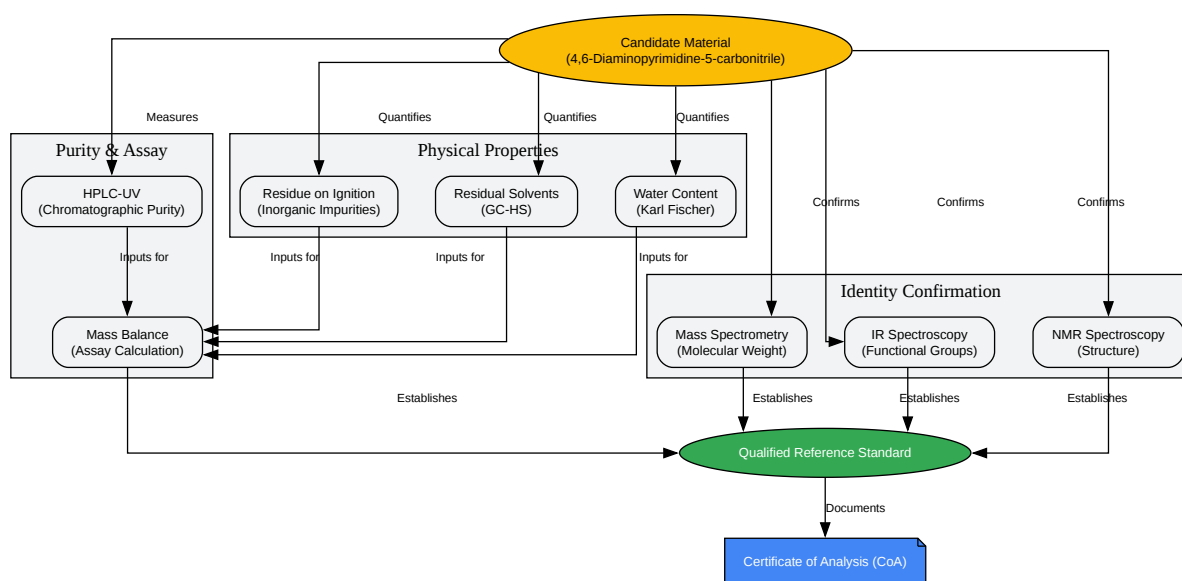 Candidate Material
(4,6-Diaminopyrimidine-5-carbonitrile)
Measures
Quantifies
Quantifies
Quantifies
Purity & Assay
Physical Properties
HPLC-UV
(Chromatographic Purity)
Residue on Ignition
(Inorganic Impurities)
Residual Solvents
(GC-HS)
Water Content
(Karl Fischer)
Confirms
Confirms
Confirms
Inputs for
Inputs for
Inputs for
Inputs for
Identity Confirmation
Mass Balance
(Assay Calculation)
Mass Spectrometry
(Molecular Weight)
IR Spectroscopy
(Functional Groups)
NMR Spectroscopy
(Structure)
Establishes
Establishes
Establishes
Establishes
Qualified Reference Standard
Documents
Certificate of Analysis (CoA)